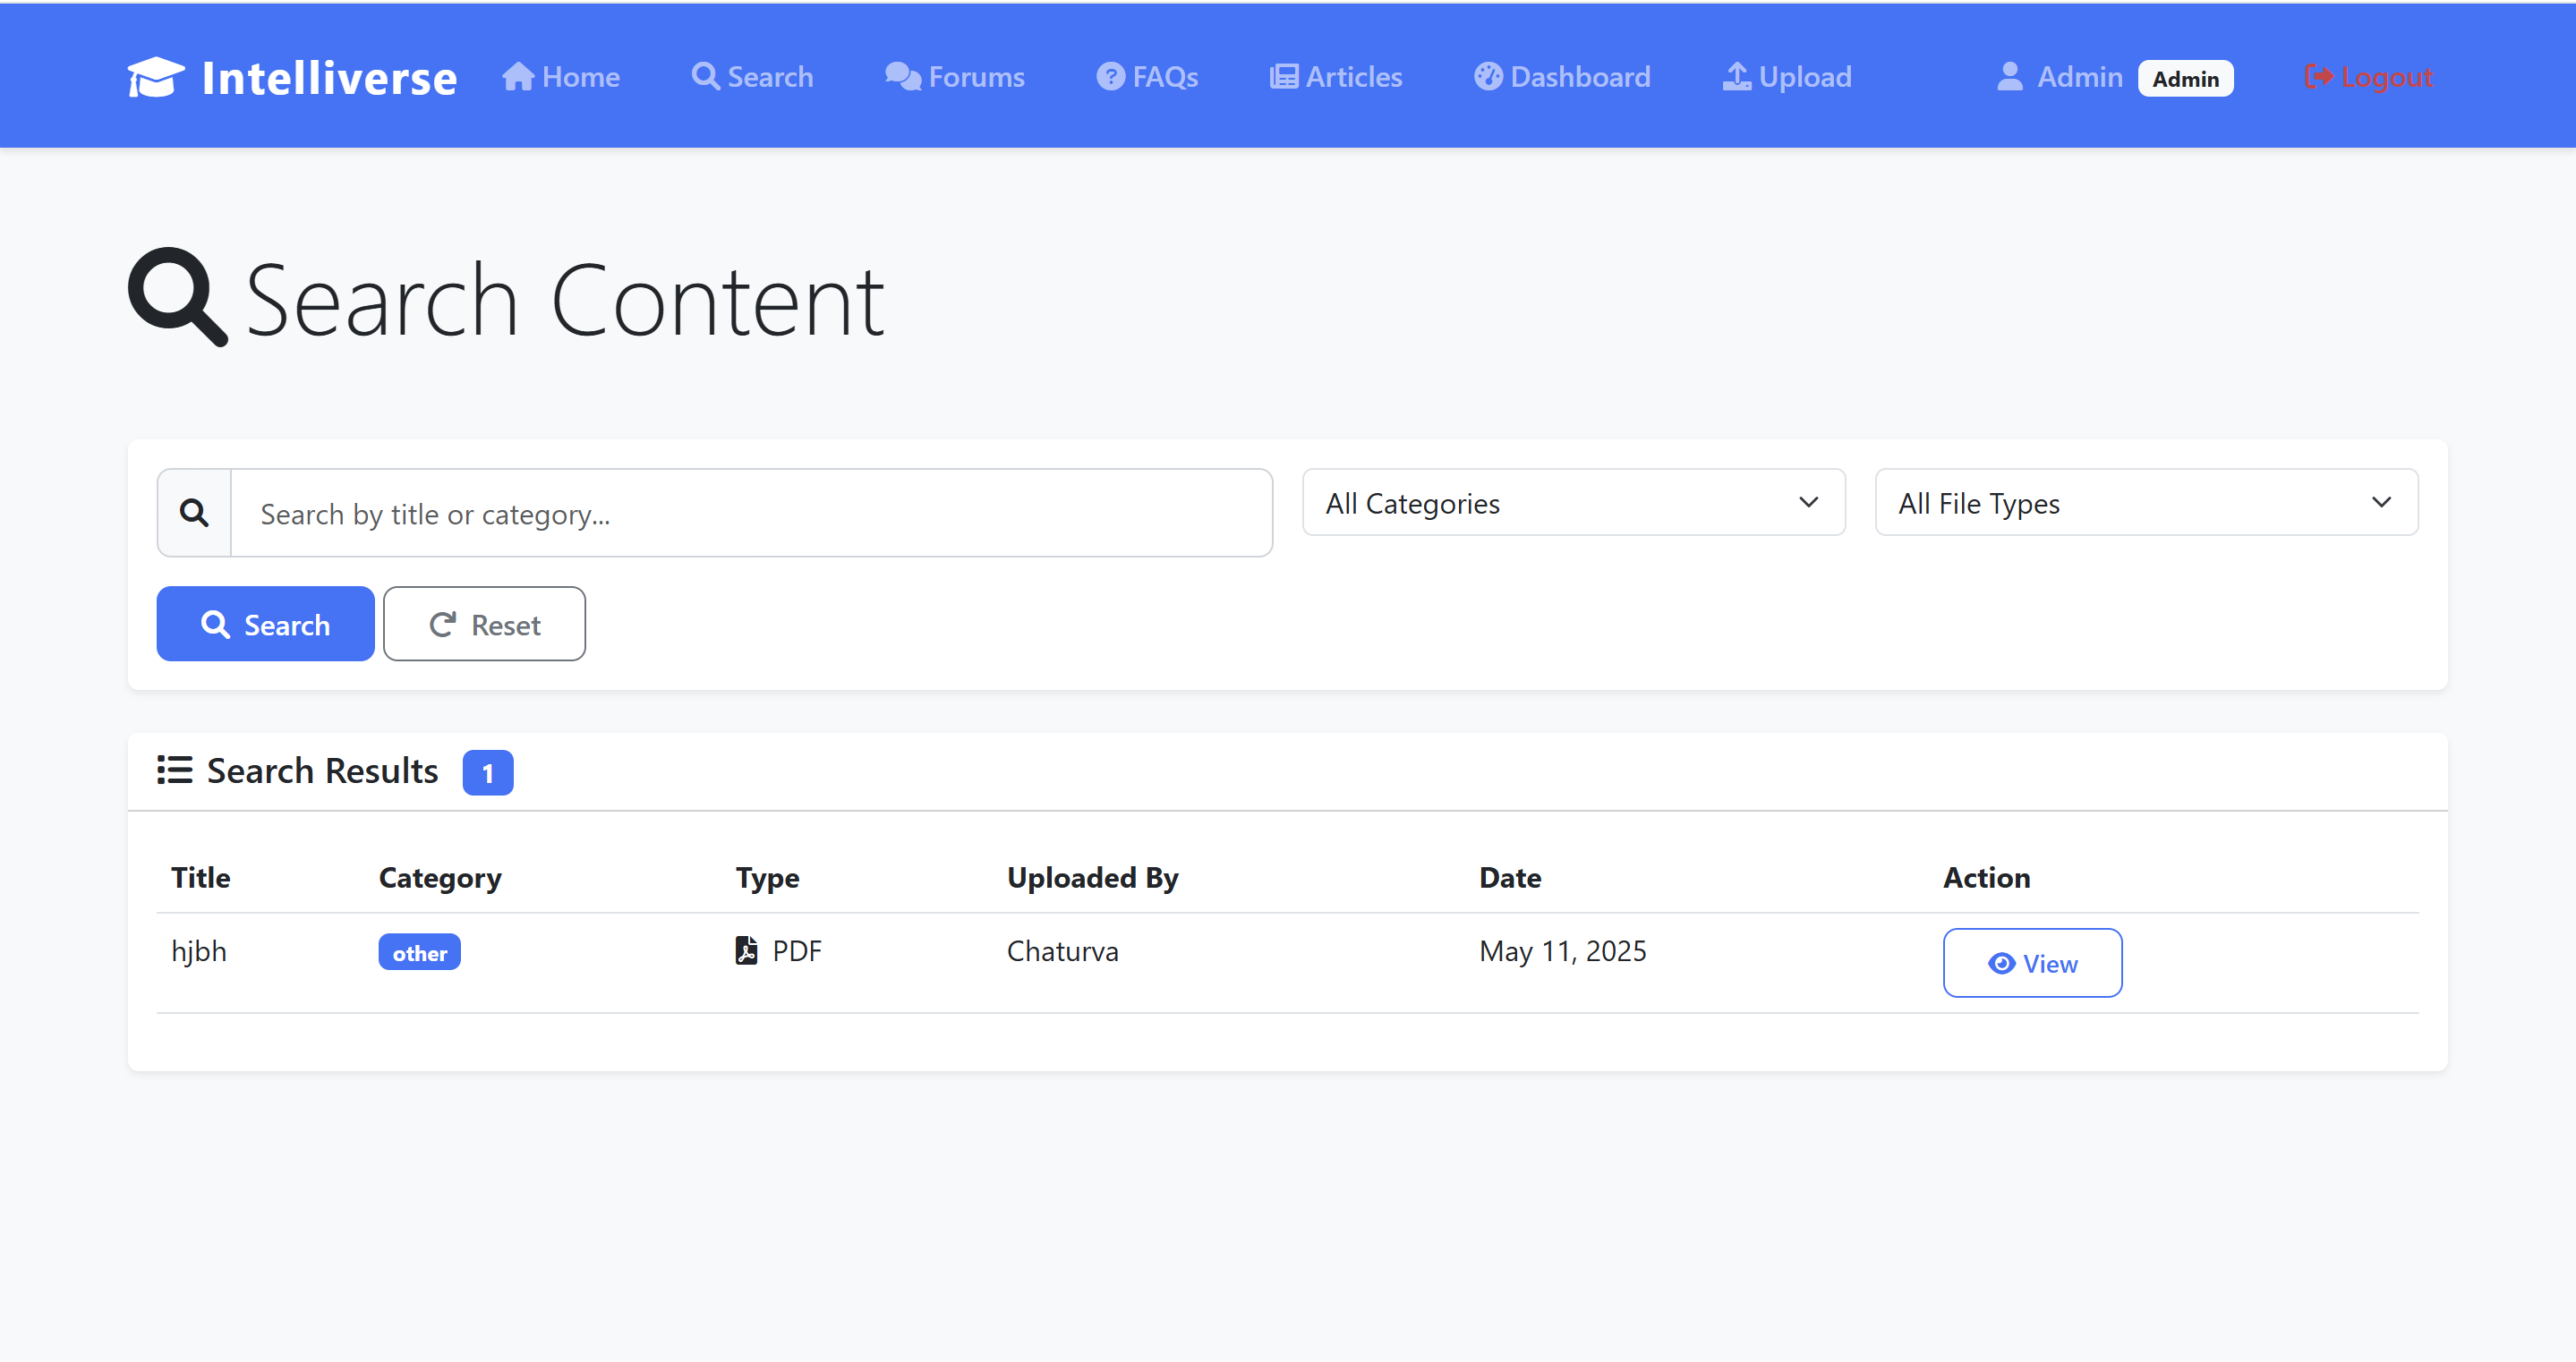 Intelliverse Home Search Forums FAQs Articles Dashboard Upload Admin Admin Logout
Search Content
Search by title or category... All Categories All File Types
Search Reset
Search Results 1
Title Category Type Uploaded By Date Action
hjbh other PDF Chaturva May 11, 2025 View